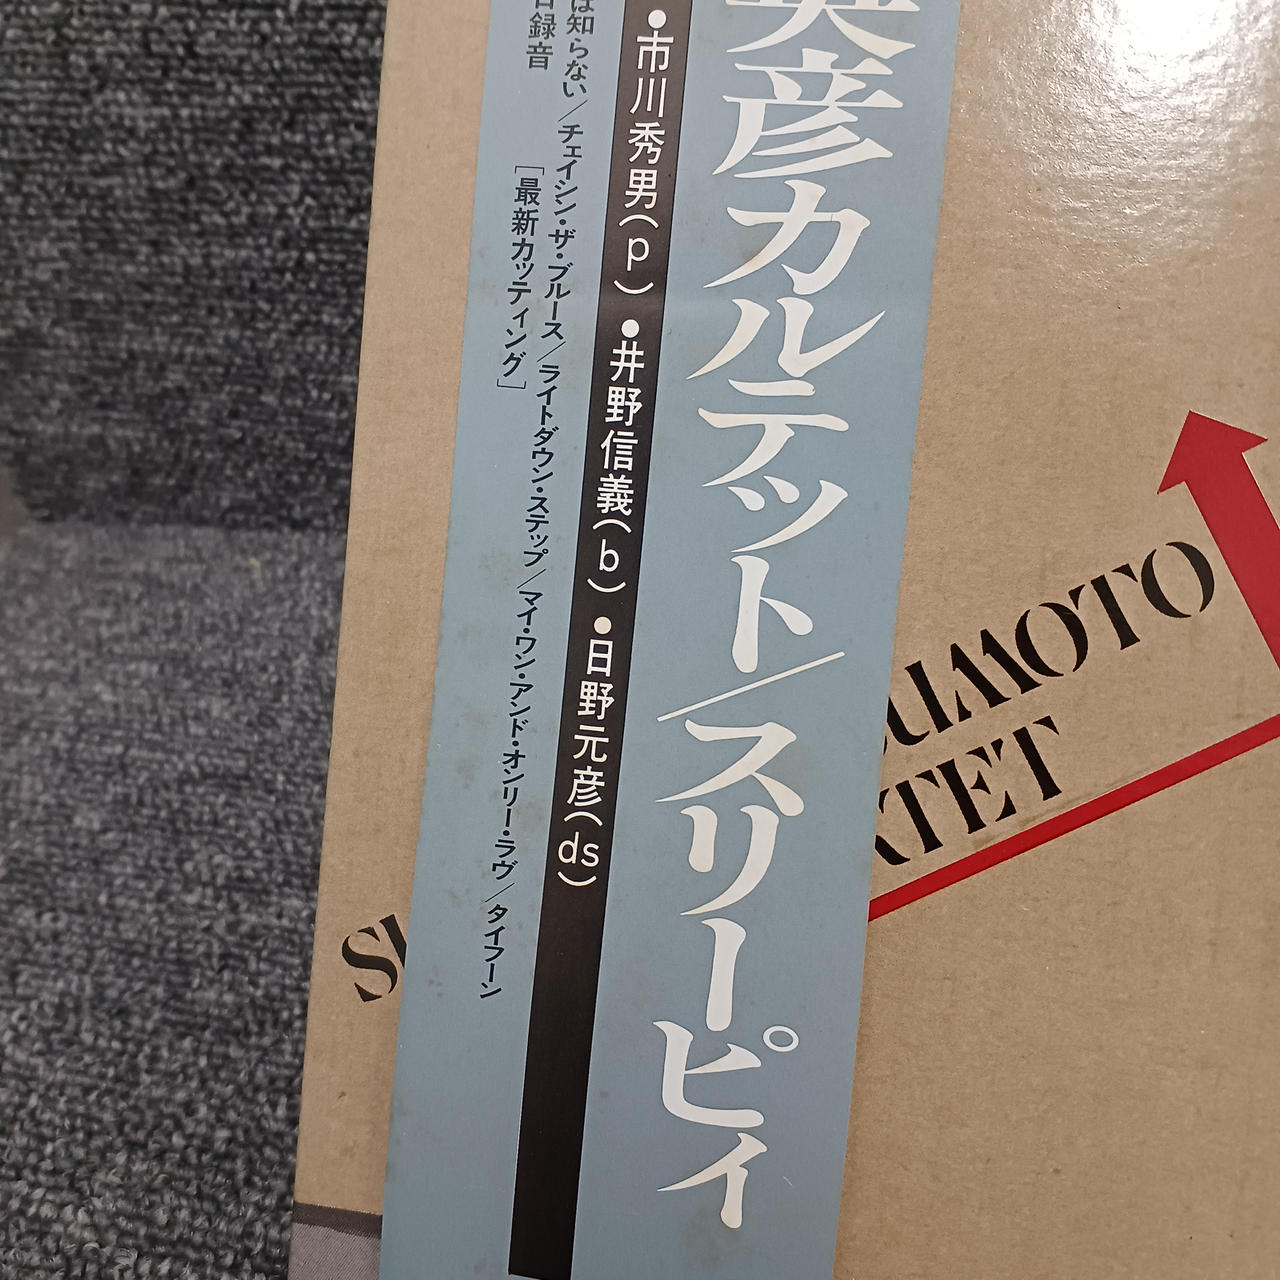 英彦カルテット/スリーピィ
●市川秀男(p)●井野信義(b)●日野元彦(ds)
は知らない/チェイシン・ザ・ブルース/ライトダウン・ステップ/マイ・ワン・アンド・オンリー・ラヴ/タイフーン
日録音 [最新カッティング]
SUMOTO
TET